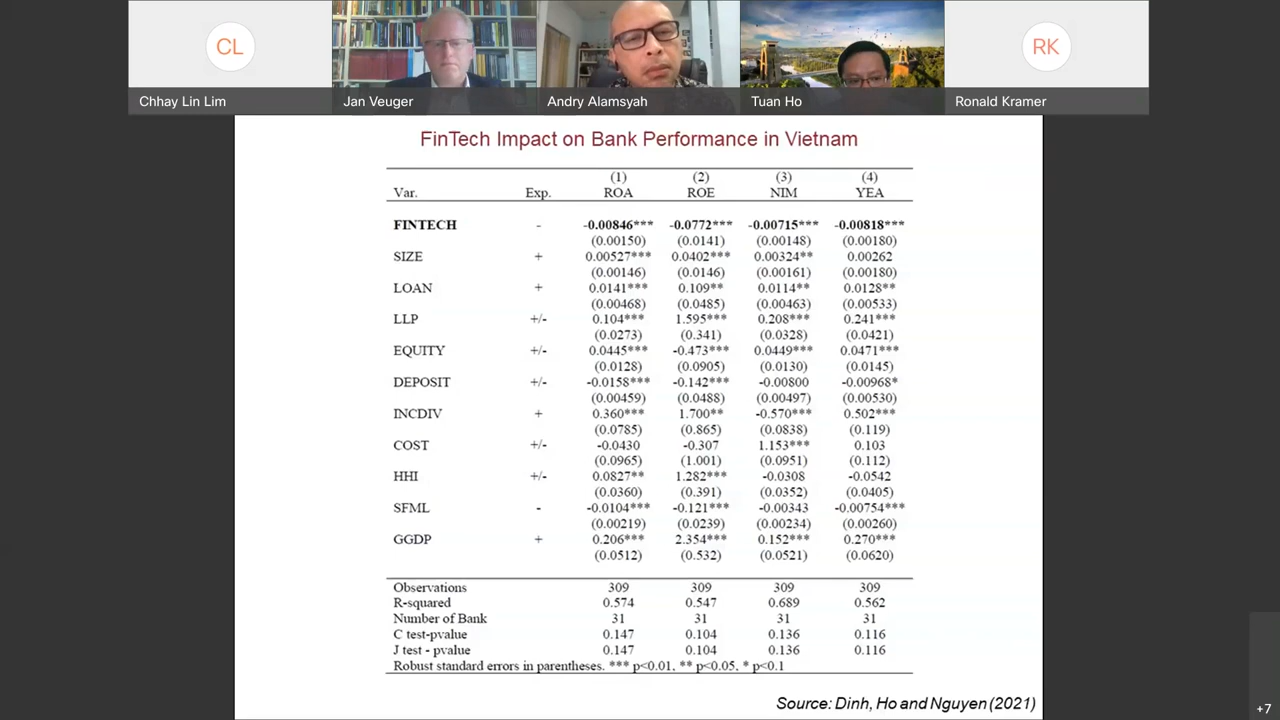 CL
RK
Chhay Lin Lim
Jan Veuger
Andry Alamsyah
Tuan Ho
Ronald Kramer
FinTech Impact on Bank Performance in Vietnam
(1) (2) (3) (4)
Var. Exp. ROA ROE NIM YEA
FINTECH - -0.00846*** -0.0772*** -0.00715*** -0.00818***
(0.00150) (0.0141) (0.00148) (0.00180)
SIZE + 0.00527*** 0.0402*** 0.00324** 0.00262
(0.00146) (0.0146) (0.00161) (0.00180)
LOAN + 0.0141*** 0.109** 0.0114** 0.0128**
(0.00468) (0.0485) (0.00463) (0.00533)
LLP +/- 0.104*** 1.595*** 0.208*** 0.241***
(0.0273) (0.341) (0.0328) (0.0421)
EQUITY +/- 0.0445*** -0.473*** 0.0449*** 0.0471***
(0.0128) (0.0905) (0.0130) (0.0145)
DEPOSIT +/- -0.0158*** -0.142*** -0.00800 -0.00968*
(0.00459) (0.0488) (0.00497) (0.00530)
INCDIV + 0.360*** 1.700** -0.570*** 0.502***
(0.0785) (0.865) (0.0838) (0.119)
COST +/- -0.0430 -0.307 1.153*** 0.103
(0.0965) (1.001) (0.0951) (0.112)
HHI +/- 0.0827** 1.282*** -0.0308 -0.0542
(0.0360) (0.391) (0.0352) (0.0405)
SFML - -0.0104*** -0.121*** -0.00343 -0.00754***
(0.00219) (0.0239) (0.00234) (0.00260)
GGDP + 0.206*** 2.354*** 0.152*** 0.270***
(0.0512) (0.532) (0.0521) (0.0620)
Observations 309 309 309 309
R-squared 0.574 0.547 0.689 0.562
Number of Bank 31 31 31 31
C test-pvalue 0.147 0.104 0.136 0.116
J test - pvalue 0.147 0.104 0.136 0.116
Robust standard errors in parentheses. *** p<0.01, ** p<0.05, * p<0.1
Source: Dinh, Ho and Nguyen (2021)
+7